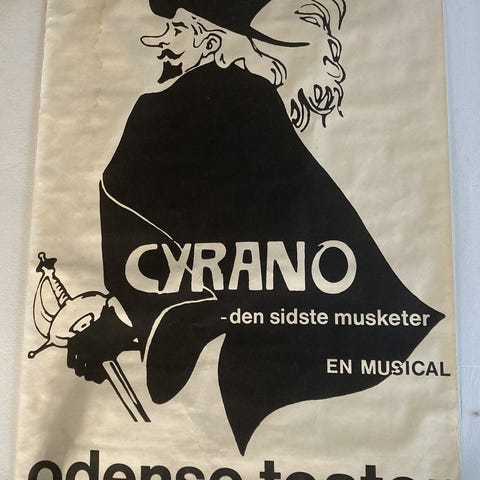 CYRANO
-den sidste musketer
EN MUSICAL
odense teater